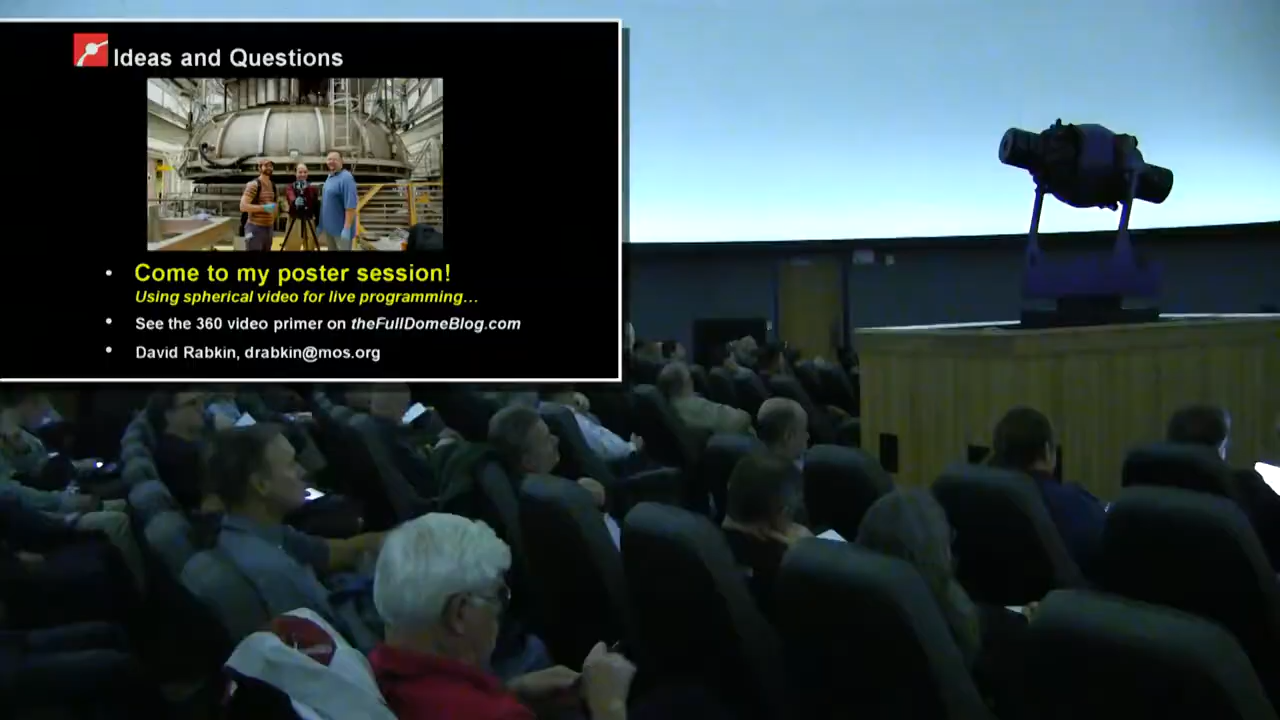 Ideas and Questions
• Come to my poster session!
Using spherical video for live programming...
• See the 360 video primer on theFullDomeBlog.com
• David Rabkin, drabkin@mos.org